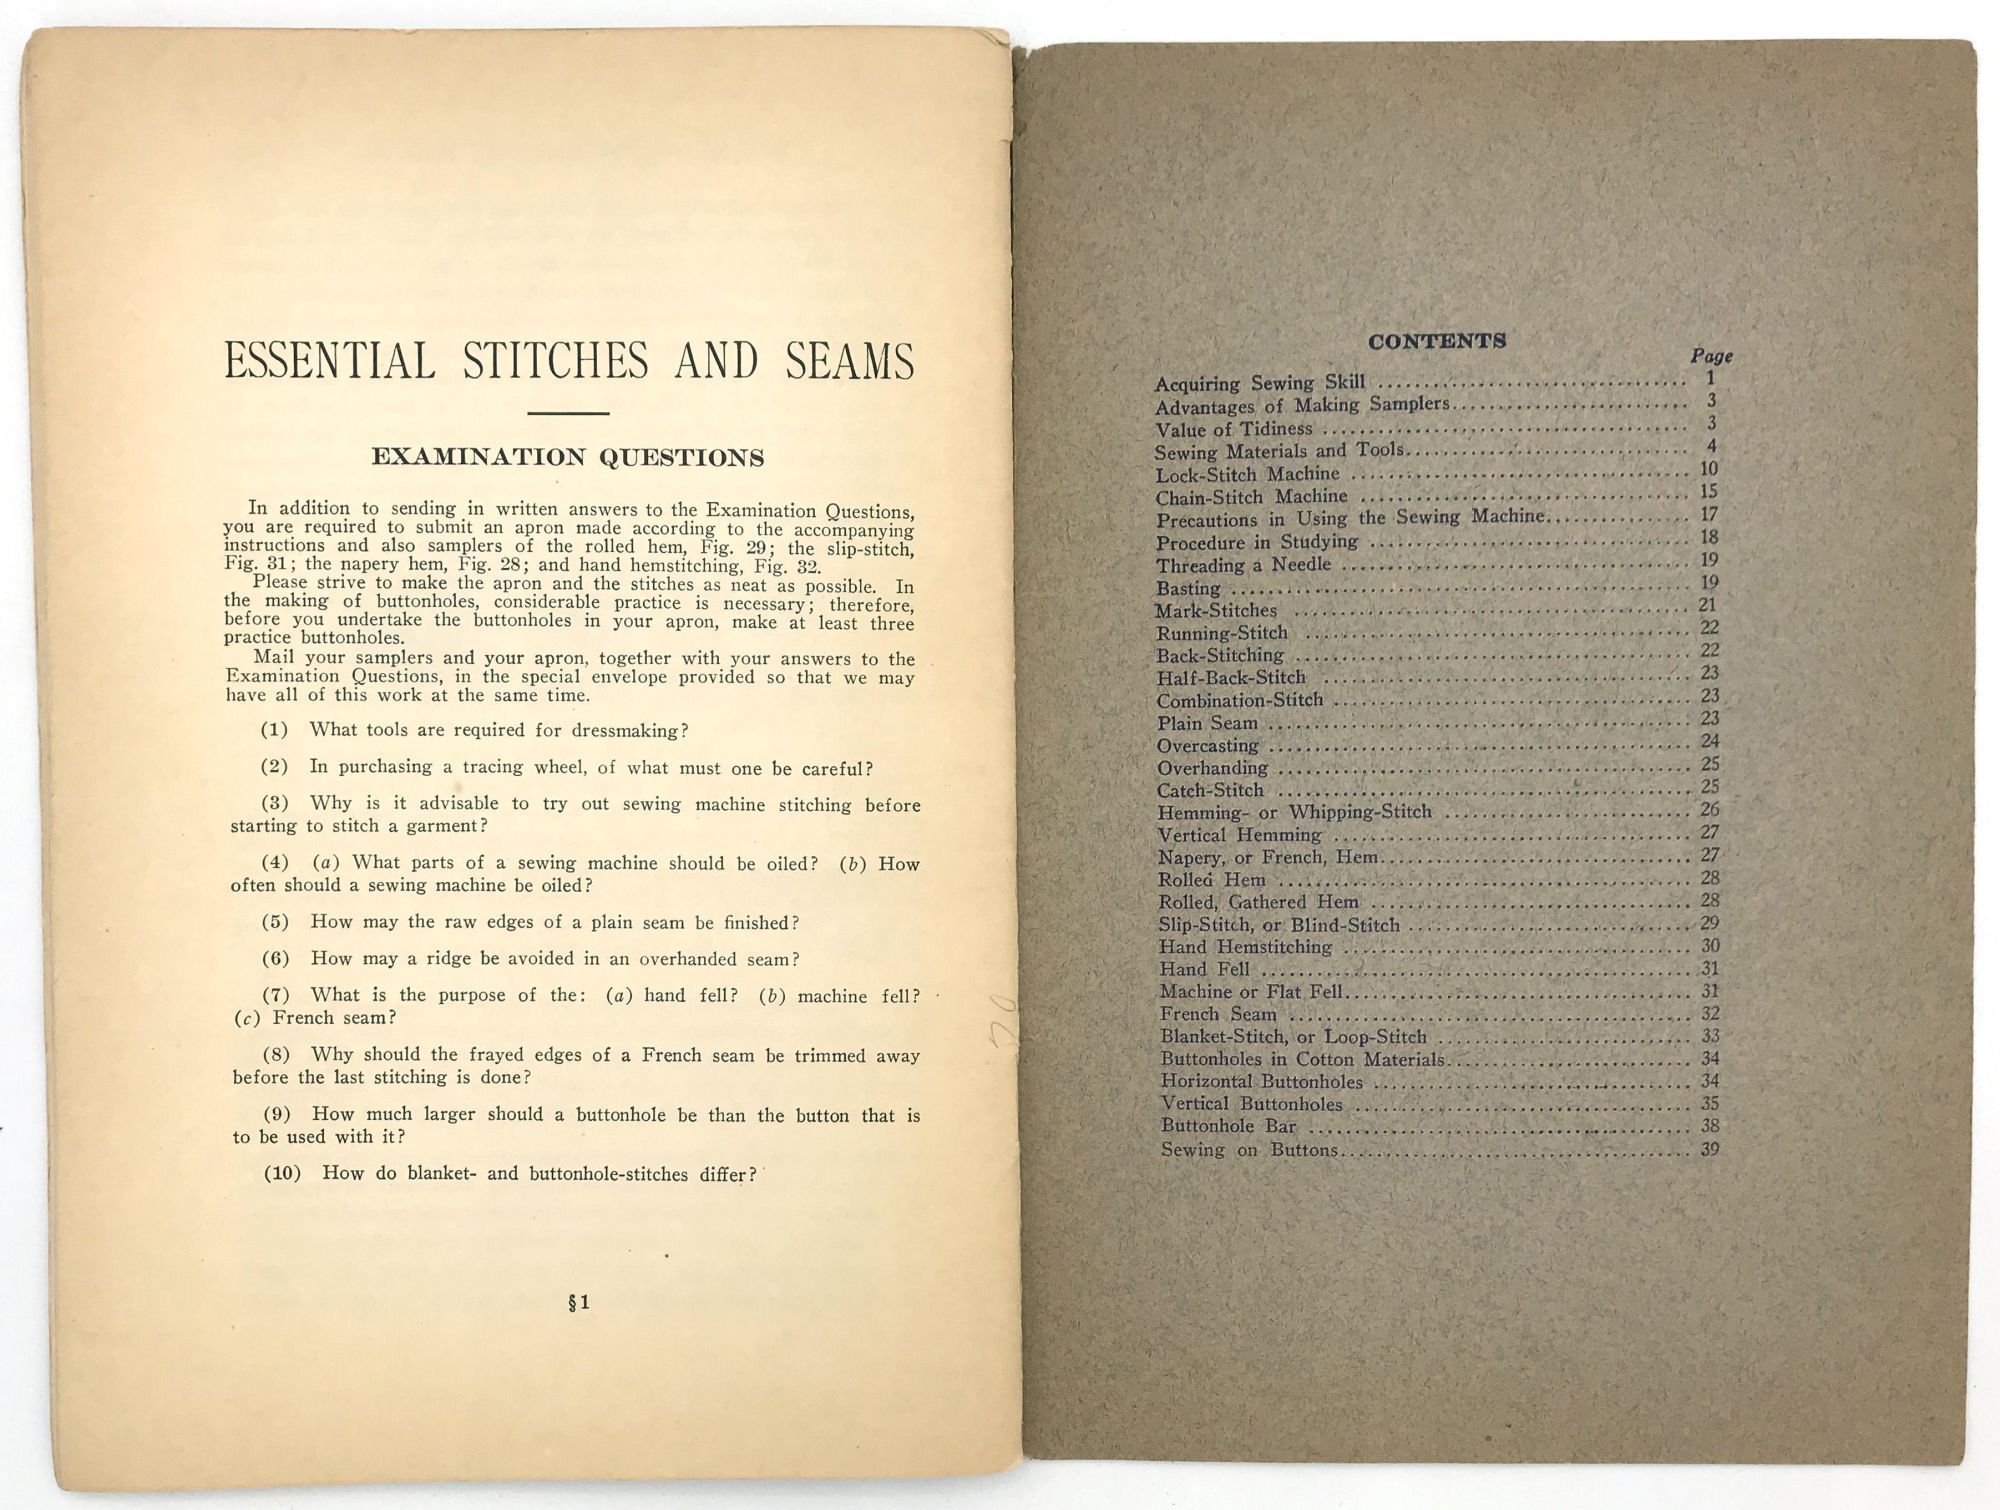 ESSENTIAL STITCHES AND SEAMS
EXAMINATION QUESTIONS
In addition to sending in written answers to the Examination Questions,
you are required to submit an apron made according to the accompanying
instructions and also samplers of the rolled hem, Fig. 29; the slip-stitch,
Fig. 31; the napery hem, Fig. 28; and hand hemstitching, Fig. 32.
Please strive to make the apron and the stitches as neat as possible. In
the making of buttonholes, considerable practice is necessary; therefore,
before you undertake the buttonholes in your apron, make at least three
practice buttonholes.
Mail your samplers and your apron, together with your answers to the
Examination Questions, in the special envelope provided so that we may
have all of this work at the same time.
(1) What tools are required for dressmaking?
(2) In purchasing a tracing wheel, of what must one be careful?
(3) Why is it advisable to try out sewing machine stitching before
starting to stitch a garment?
(4) (a) What parts of a sewing machine should be oiled? (b) How
often should a sewing machine be oiled?
(5) How may the raw edges of a plain seam be finished?
(6) How may a ridge be avoided in an overhanded seam?
(7) What is the purpose of the: (a) hand fell? (b) machine fell?
(c) French seam?
(8) Why should the frayed edges of a French seam be trimmed away
before the last stitching is done?
(9) How much larger should a buttonhole be than the button that is
to be used with it?
(10) How do blanket- and buttonhole-stitches differ?
§1
CONTENTS
Page
Acquiring Sewing Skill ........ 1
Advantages of Making Samplers ........ 3
Value of Tidiness ........ 3
Sewing Materials and Tools ........ 4
Lock-Stitch Machine ........ 10
Chain-Stitch Machine ........ 15
Precautions in Using the Sewing Machine ........ 17
Procedure in Studying ........ 18
Threading a Needle ........ 19
Basting ........ 19
Mark-Stitches ........ 21
Running-Stitch ........ 22
Back-Stitching ........ 22
Half-Back-Stitch ........ 23
Combination-Stitch ........ 23
Plain Seam ........ 23
Overcasting ........ 24
Overhanding ........ 25
Catch-Stitch ........ 25
Hemming- or Whipping-Stitch ........ 26
Vertical Hemming ........ 27
Napery, or French, Hem ........ 27
Rolled Hem ........ 28
Rolled, Gathered Hem ........ 28
Slip-Stitch, or Blind-Stitch ........ 29
Hand Hemstitching ........ 30
Hand Fell ........ 31
Machine or Flat Fell ........ 31
French Seam ........ 32
Blanket-Stitch, or Loop-Stitch ........ 33
Buttonholes in Cotton Materials ........ 34
Horizontal Buttonholes ........ 34
Vertical Buttonholes ........ 35
Buttonhole Bar ........ 38
Sewing on Buttons ........ 39